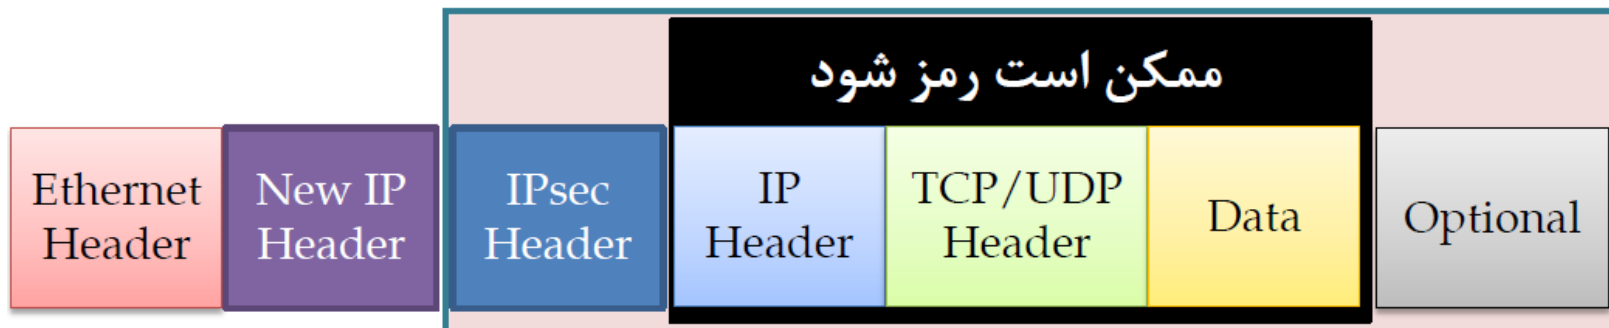 ممکن است رمز شود
Ethernet
Header
New IP
Header
IPsec
Header
IP
Header
TCP/UDP
Header
Data
Optional